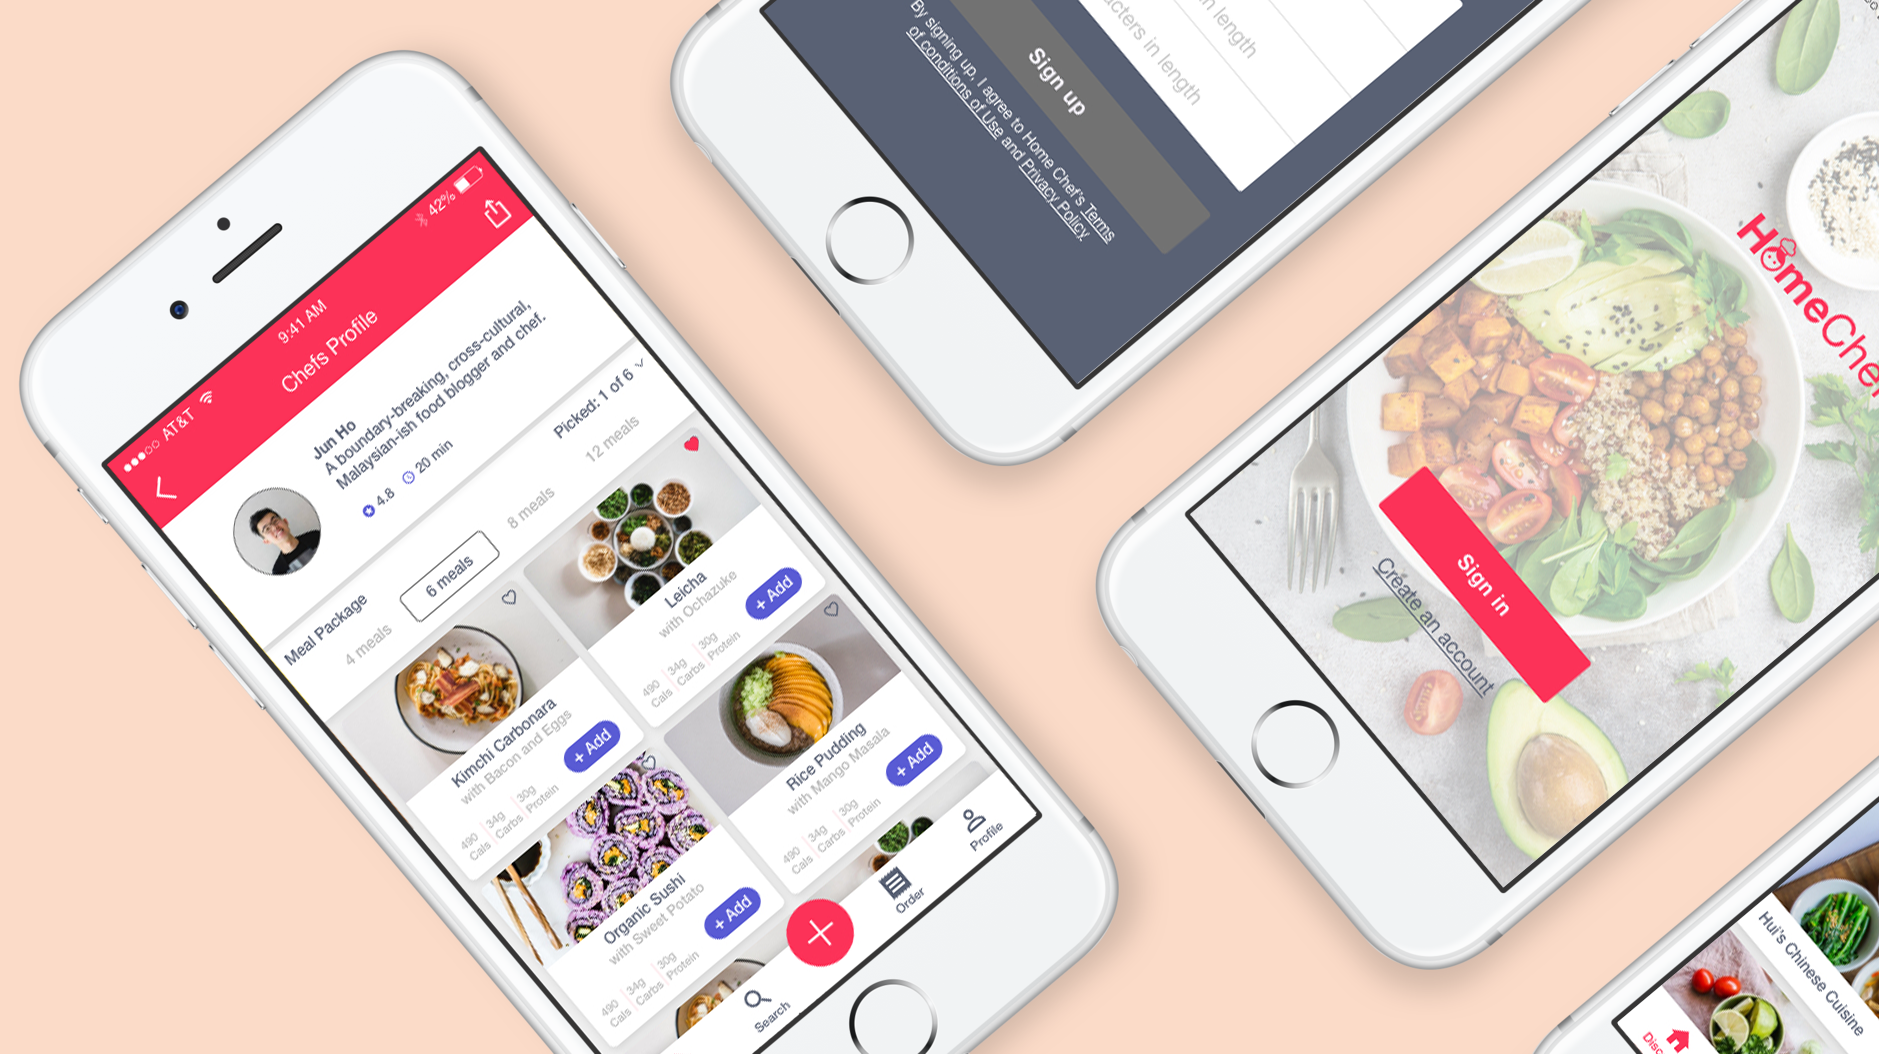 AT&T
9:41 AM
42%
Chefs Profile
Jun Ho
A boundary-breaking, cross-cultural,
Malaysian-ish food blogger and chef.
4.8
20 min
Picked: 1 of 6
Meal Package
4 meals
6 meals
8 meals
12 meals
Kimchi Carbonara
with Bacon and Eggs
490 Cals
34g Carbs
30g Protein
+ Add
Leicha
with Ochazuke
490 Cals
34g Carbs
30g Protein
+ Add
Organic Sushi
with Sweet Potato
490 Cals
34g Carbs
30g Protein
+ Add
Rice Pudding
with Mango Masala
490 Cals
34g Carbs
30g Protein
+ Add
Search
Order
Profile
in length
in length
Sign up
By signing up, I agree to Home Chef's Terms
of conditions of Use and Privacy Policy
HomeChef
Sign in
Create an account
Hui's Chinese Cuisine